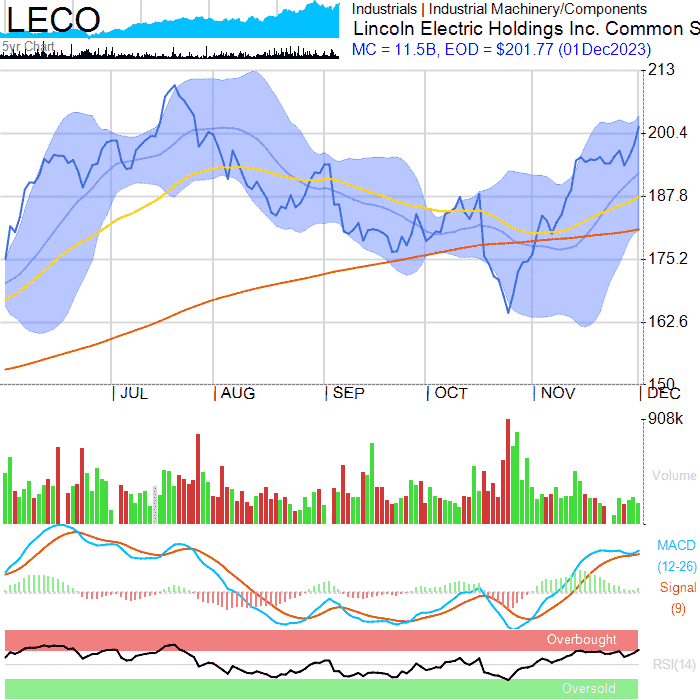 LECO
5yr Chart
Industrials | Industrial Machinery/Components
Lincoln Electric Holdings Inc. Common S
MC = 11.5B, EOD = $201.77 (01Dec2023)
213
200.4
187.8
175.2
162.6
150
JUL AUG SEP OCT NOV DEC
908k
Volume
MACD
(12-26)
Signal
(9)
Overbought
RSI(14)
Oversold